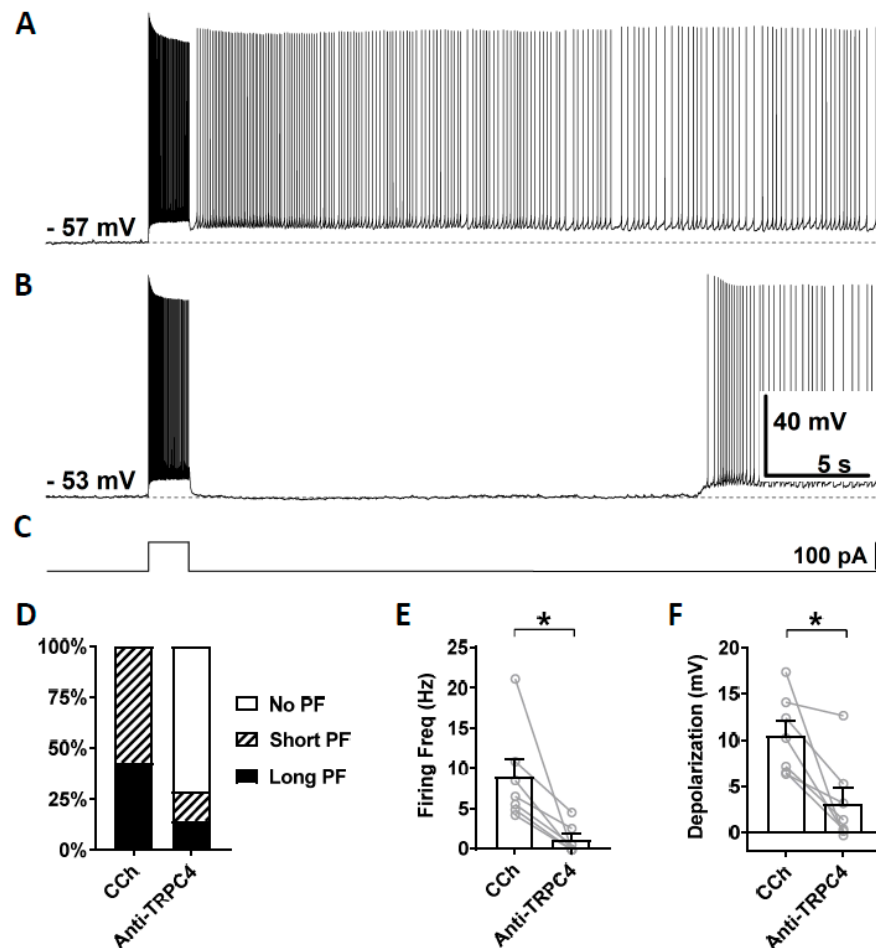 A
- 57 mV
B
- 53 mV
40 mV
5 s
C
100 pA
D
100%
75%
50%
25%
0%
CCh
Anti-TRPC4
No PF
Short PF
Long PF
E
*
Firing Freq (Hz)
25
20
15
10
5
0
CCh
Anti-TRPC4
F
*
Depolarization (mV)
20
15
10
5
0
CCh
Anti-TRPC4